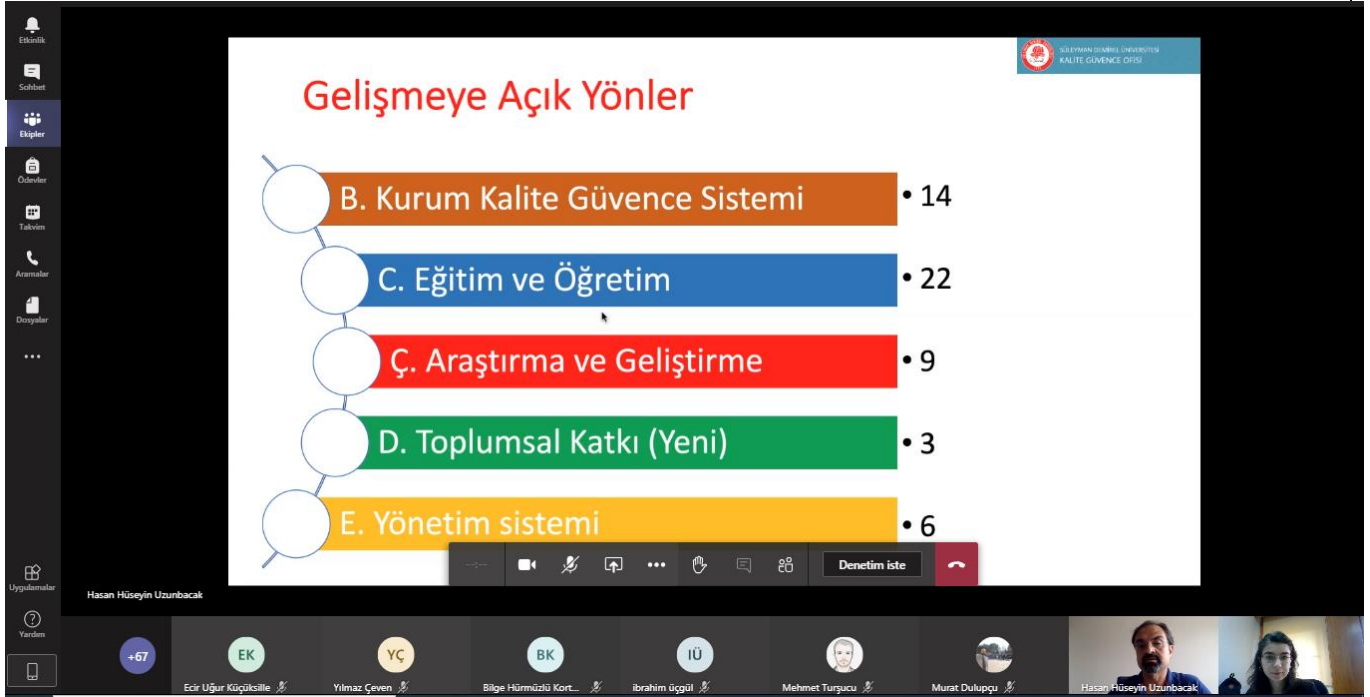 Etkinlik
Sohbet
Ekipler
Ödevler
Takvim
Aramalar
Dosyalar
Uygulamalar
Yardım
SÜLEYMAN DEMİREL ÜNİVERSİTESİ
KALİTE GÜVENCE OFİSİ
Gelişmeye Açık Yönler
B. Kurum Kalite Güvence Sistemi • 14
C. Eğitim ve Öğretim • 22
Ç. Araştırma ve Geliştirme • 9
D. Toplumsal Katkı (Yeni) • 3
E. Yönetim sistemi • 6
Denetim iste
Hasan Hüseyin Uzunbacak
+67
EK
YÇ
BK
IÜ
Ecir Uğur Küçüksille
Yılmaz Çeven
Bilge Hürmüzlü Kort...
ibrahim üçgül
Mehmet Turşucu
Murat Dulupçu
Hasan Hüseyin Uzunbacak